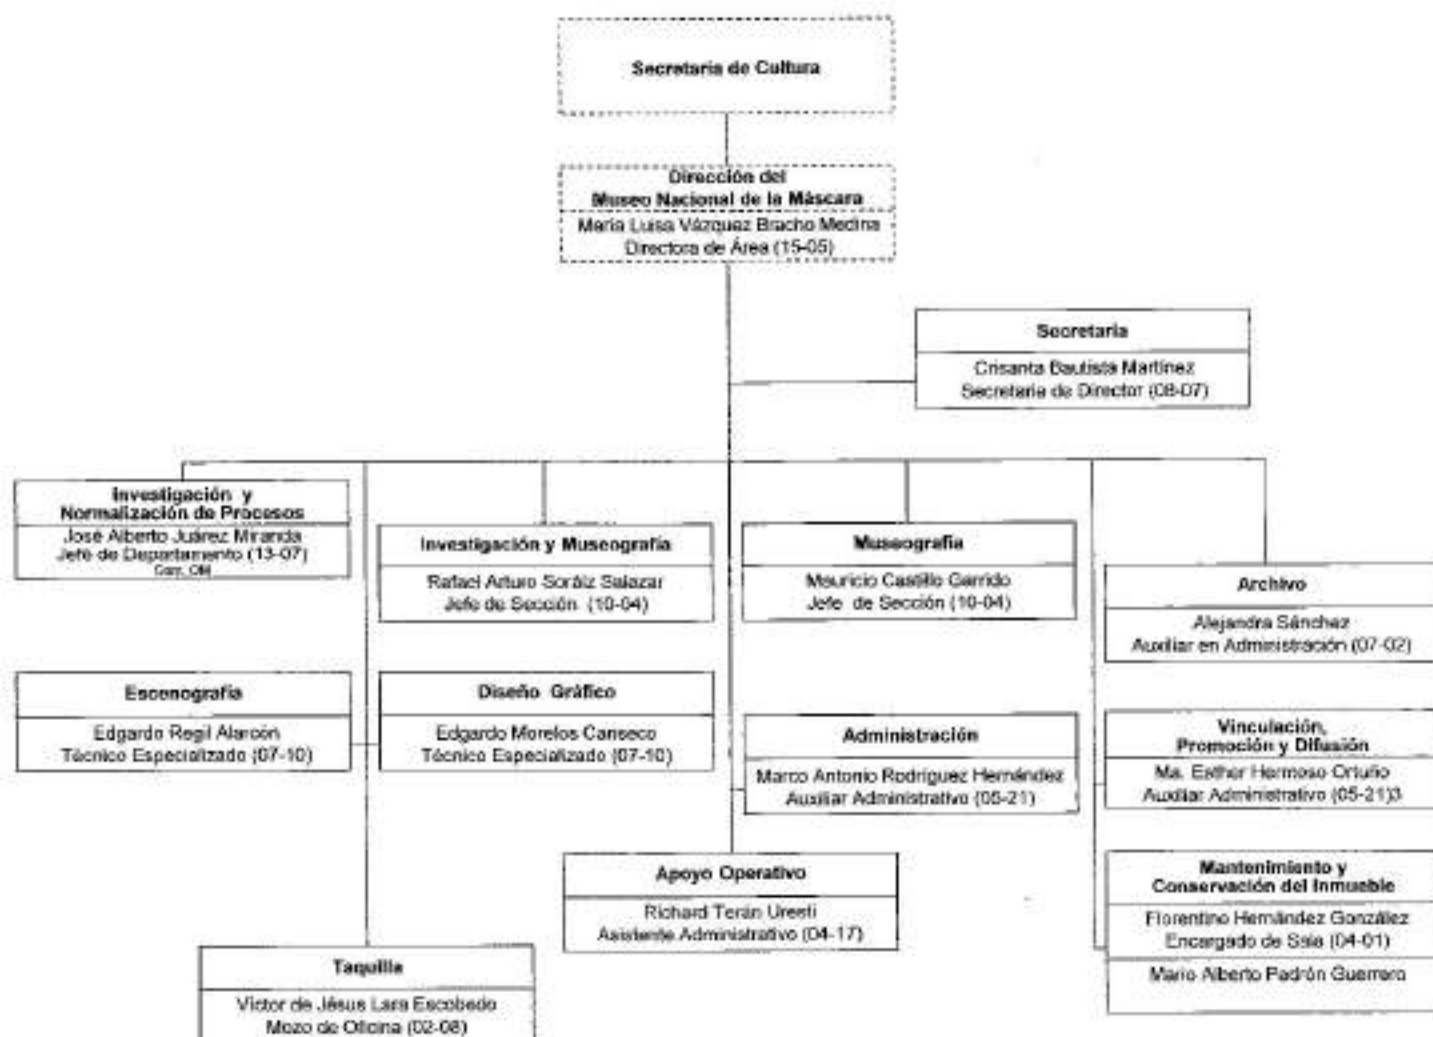 Secretaría de Cultura
Dirección del
Museo Nacional de la Máscara
María Luisa Vázquez Bracho Medina
Directora de Área (15-05)
Secretaria
Crisanta Bautista Martínez
Secretaria de Director (08-07)
Investigación y
Normalización de Procesos
José Alberto Juárez Miranda
Jefe de Departamento (13-07)
Com. OM
Investigación y Museografía
Rafael Arturo Soráiz Salazar
Jefe de Sección (10-04)
Museografía
Mauricio Castillo Garrido
Jefe de Sección (10-04)
Archivo
Alejandra Sánchez
Auxiliar en Administración (07-02)
Escenografía
Edgardo Regil Alarcón
Técnico Especializado (07-10)
Diseño Gráfico
Edgardo Morelos Canseco
Técnico Especializado (07-10)
Administración
Marco Antonio Rodríguez Hernández
Auxiliar Administrativo (05-21)
Vinculación,
Promoción y Difusión
Ma. Esther Hermoso Ortuño
Auxiliar Administrativo (05-21)3
Apoyo Operativo
Richard Terán Uresti
Asistente Administrativo (04-17)
Mantenimiento y
Conservación del Inmueble
Florentino Hernández González
Encargado de Sala (04-01)
Mario Alberto Padrón Guerrero
Taquilla
Víctor de Jésus Lara Escobedo
Mozo de Oficina (02-08)